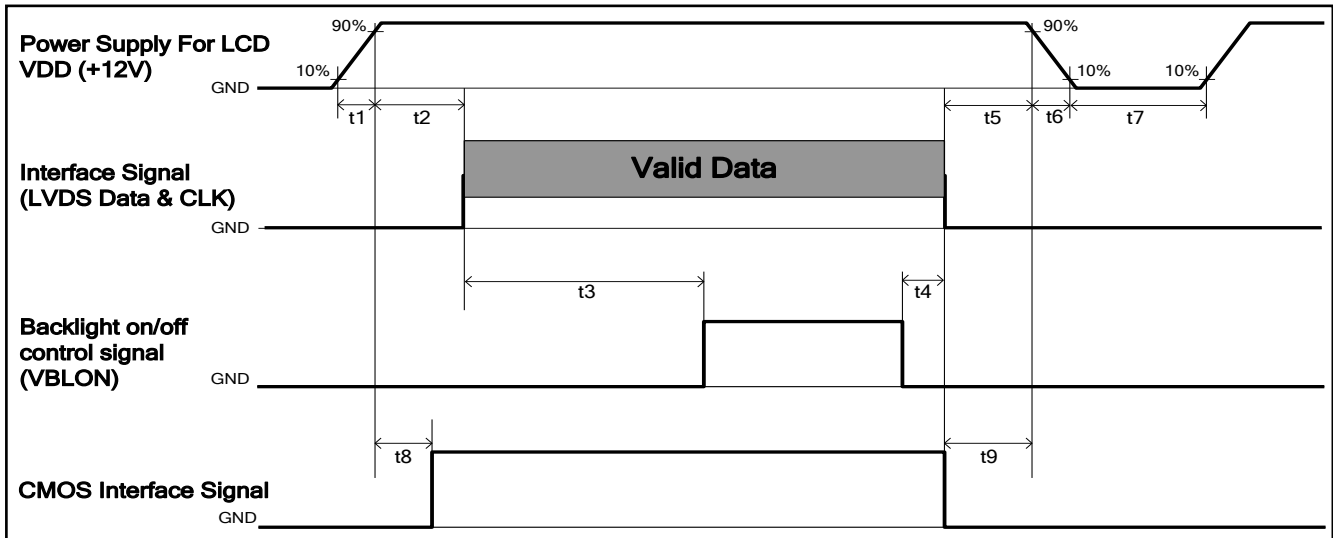 90%
90%
Power Supply For LCD
VDD (+12V)
10%
10%
10%
GND
t1
t2
t5
t6
t7
Valid Data
Interface Signal
(LVDS Data & CLK)
GND
t3
t4
Backlight on/off
control signal
(VBLON)
GND
t8
t9
CMOS Interface Signal
GND